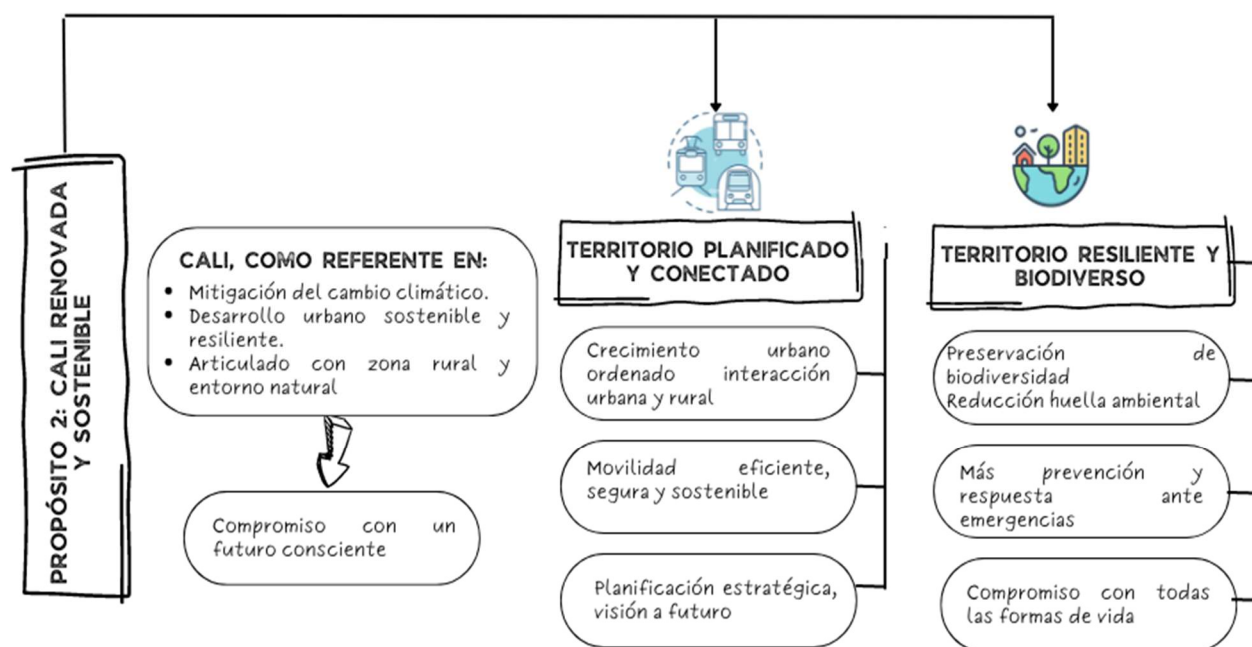 PROPÓSITO 2: CALI RENOVADA
Y SOSTENIBLE
CALI, COMO REFERENTE EN:
• Mitigación del cambio climático.
• Desarrollo urbano sostenible y
resiliente.
• Articulado con zona rural y
entorno natural
Compromiso con un
futuro consciente
TERRITORIO PLANIFICADO
Y CONECTADO
Crecimiento urbano
ordenado interacción
urbana y rural
Movilidad eficiente,
segura y sostenible
Planificación estratégica,
visión a futuro
TERRITORIO RESILIENTE Y
BIODIVERSO
Preservación de
biodiversidad
Reducción huella ambiental
Más prevención y
respuesta ante
emergencias
Compromiso con todas
las formas de vida